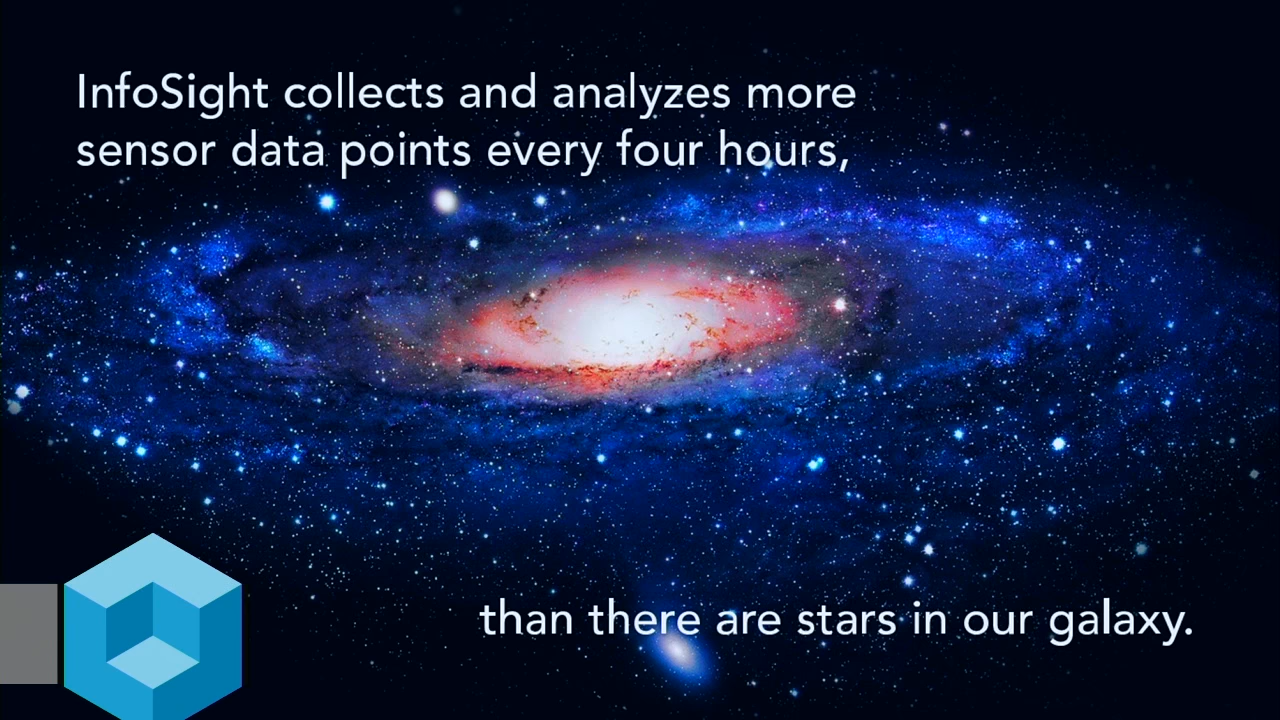 InfoSight collects and analyzes more
sensor data points every four hours,
than there are stars in our galaxy.